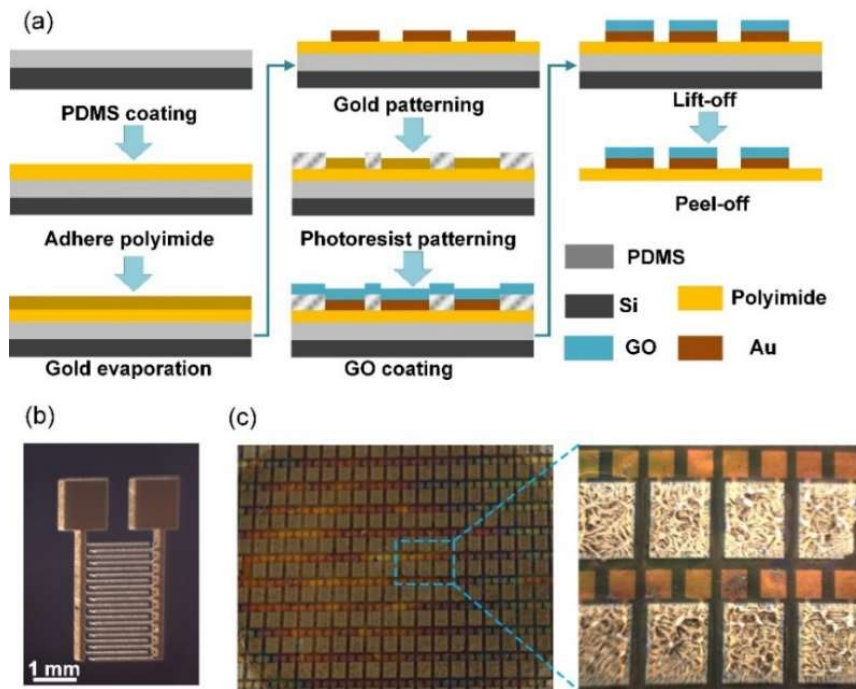 (a)
PDMS coating
Adhere polyimide
Gold evaporation
Gold patterning
Photoresist patterning
GO coating
Lift-off
Peel-off
PDMS
Si
Polyimide
GO
Au
(b)
1 mm
(c)